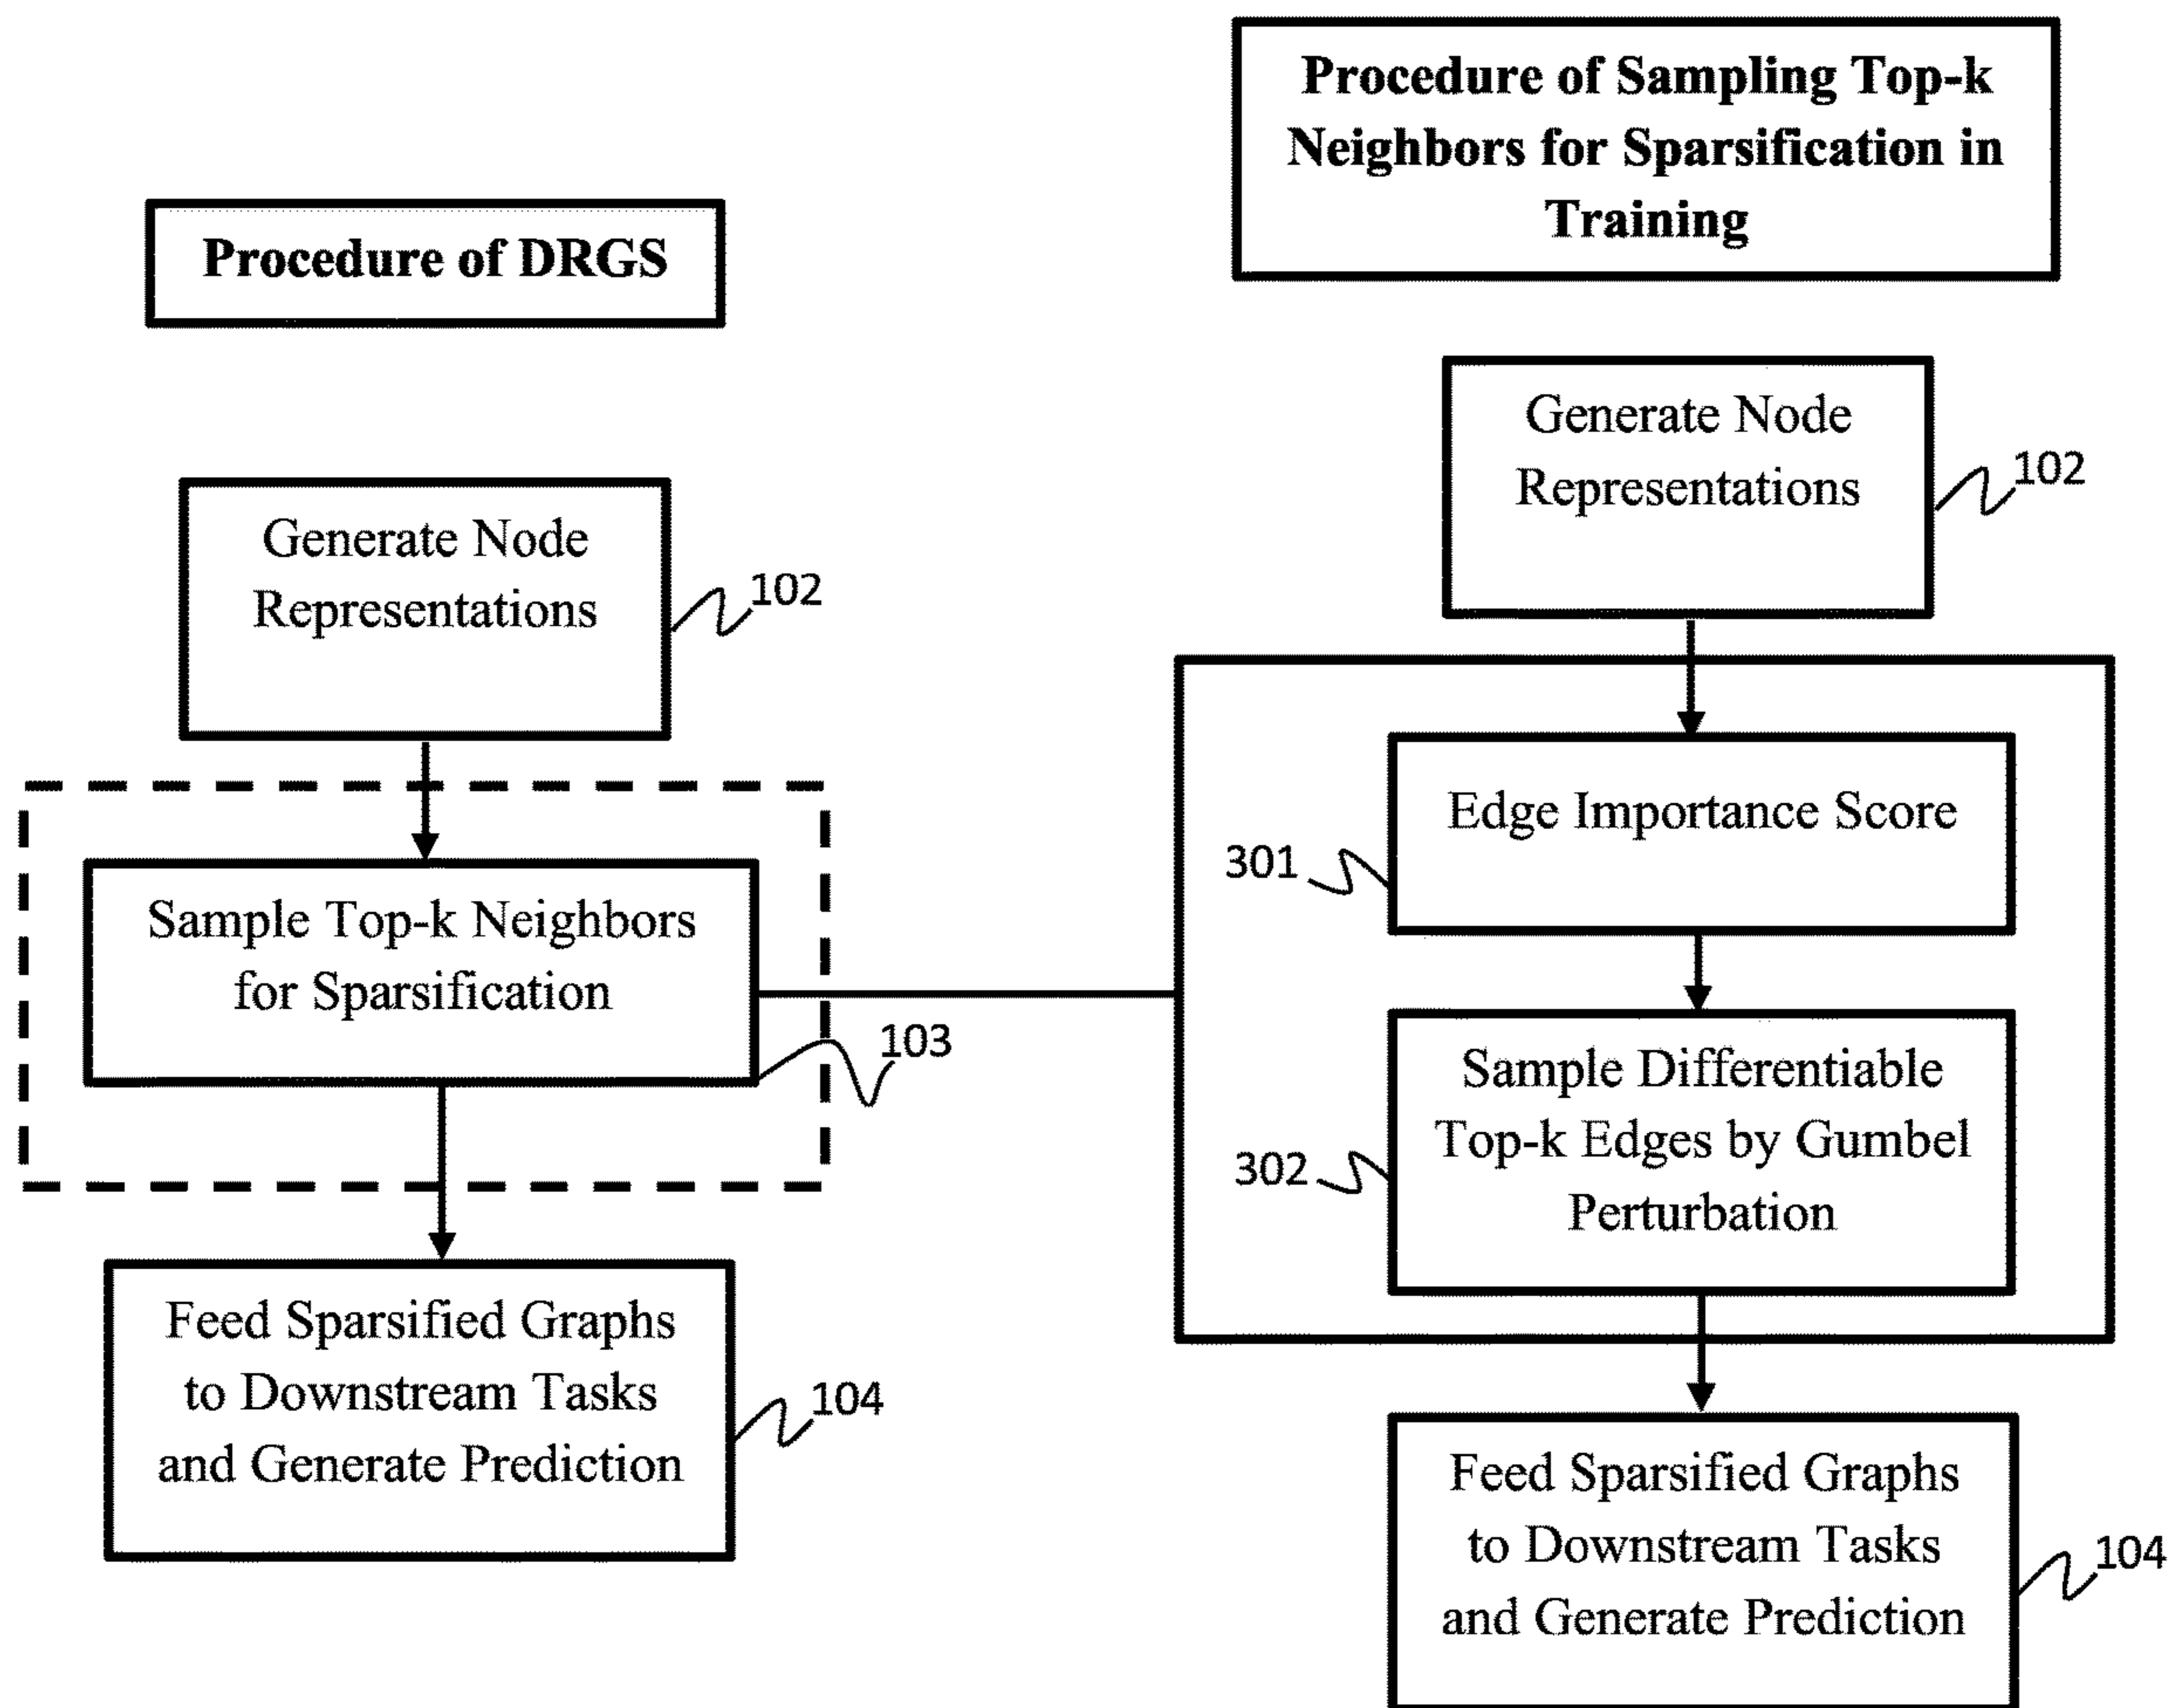 Procedure of DRGS
Generate Node
Representations
102
Sample Top-k Neighbors
for Sparsification
103
Feed Sparsified Graphs
to Downstream Tasks
and Generate Prediction
104
Procedure of Sampling Top-k
Neighbors for Sparsification in
Training
Generate Node
Representations
102
Edge Importance Score
301
Sample Differentiable
Top-k Edges by Gumbel
Perturbation
302
Feed Sparsified Graphs
to Downstream Tasks
and Generate Prediction
104